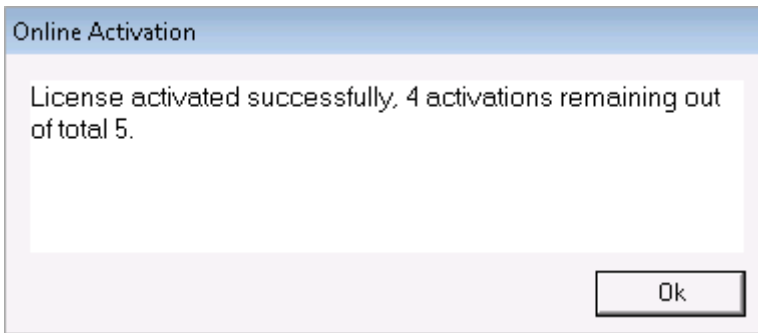 Online Activation
License activated successfully, 4 activations remaining out
of total 5.
Ok